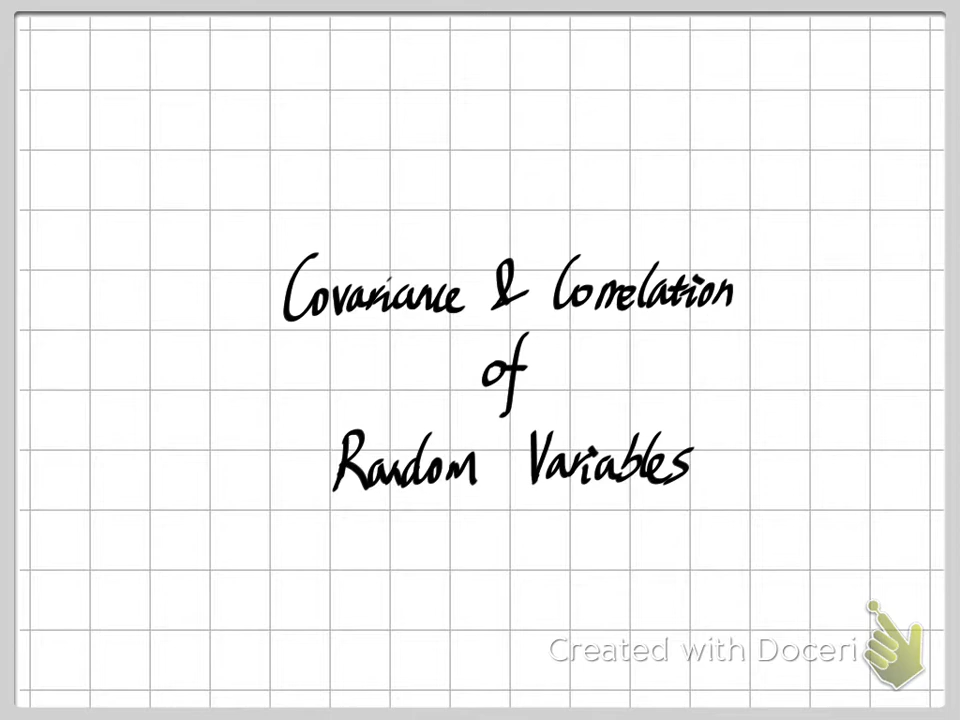 Covariance & Correlation
of
Random Variables
Created with Doceri